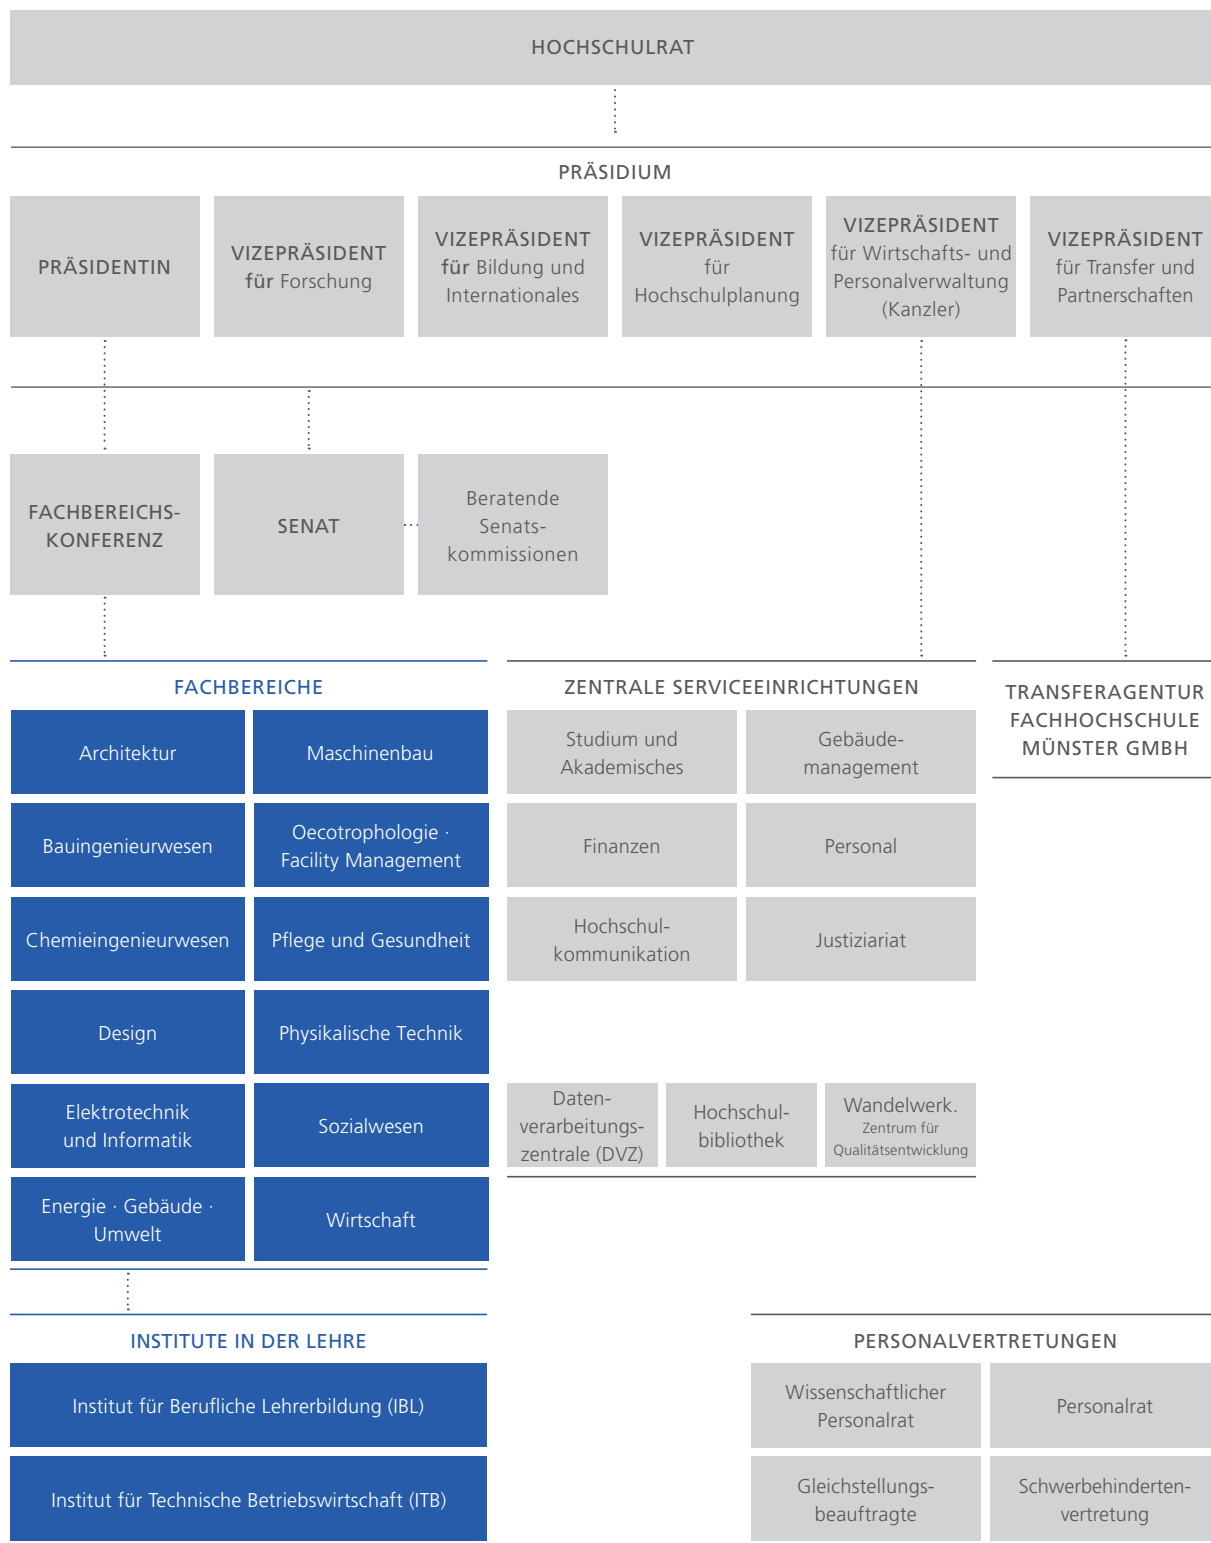 HOCHSCHULRAT
PRÄSIDIUM
PRÄSIDENTIN
VIZEPRÄSIDENT
für Forschung
VIZEPRÄSIDENT
für Bildung und
Internationales
VIZEPRÄSIDENT
für
Hochschulplanung
VIZEPRÄSIDENT
für Wirtschafts- und
Personalverwaltung
(Kanzler)
VIZEPRÄSIDENT
für Transfer und
Partnerschaften
FACHBEREICHS-
KONFERENZ
SENAT
Beratende
Senats-
kommissionen
FACHBEREICHE
Architektur
Maschinenbau
Bauingenieurwesen
Oecotrophologie ·
Facility Management
Chemieingenieurwesen
Pflege und Gesundheit
Design
Physikalische Technik
Elektrotechnik
und Informatik
Sozialwesen
Energie · Gebäude ·
Umwelt
Wirtschaft
ZENTRALE SERVICEEINRICHTUNGEN
Studium und
Akademisches
Gebäude-
management
Finanzen
Personal
Hochschul-
kommunikation
Justiziariat
Daten-
verarbeitungs-
zentrale (DVZ)
Hochschul-
bibliothek
Wandelwerk.
Zentrum für
Qualitätsentwicklung
TRANSFERAGENTUR
FACHHOCHSCHULE
MÜNSTER GMBH
INSTITUTE IN DER LEHRE
Institut für Berufliche Lehrerbildung (IBL)
Institut für Technische Betriebswirtschaft (ITB)
PERSONALVERTRETUNGEN
Wissenschaftlicher
Personalrat
Personalrat
Gleichstellungs-
beauftragte
Schwerbehinderten-
vertretung